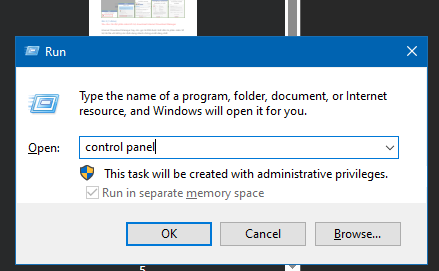 Run
Type the name of a program, folder, document, or Internet
resource, and Windows will open it for you.
Open:
control panel
This task will be created with administrative privileges.
Run in separate memory space
OK
Cancel
Browse...